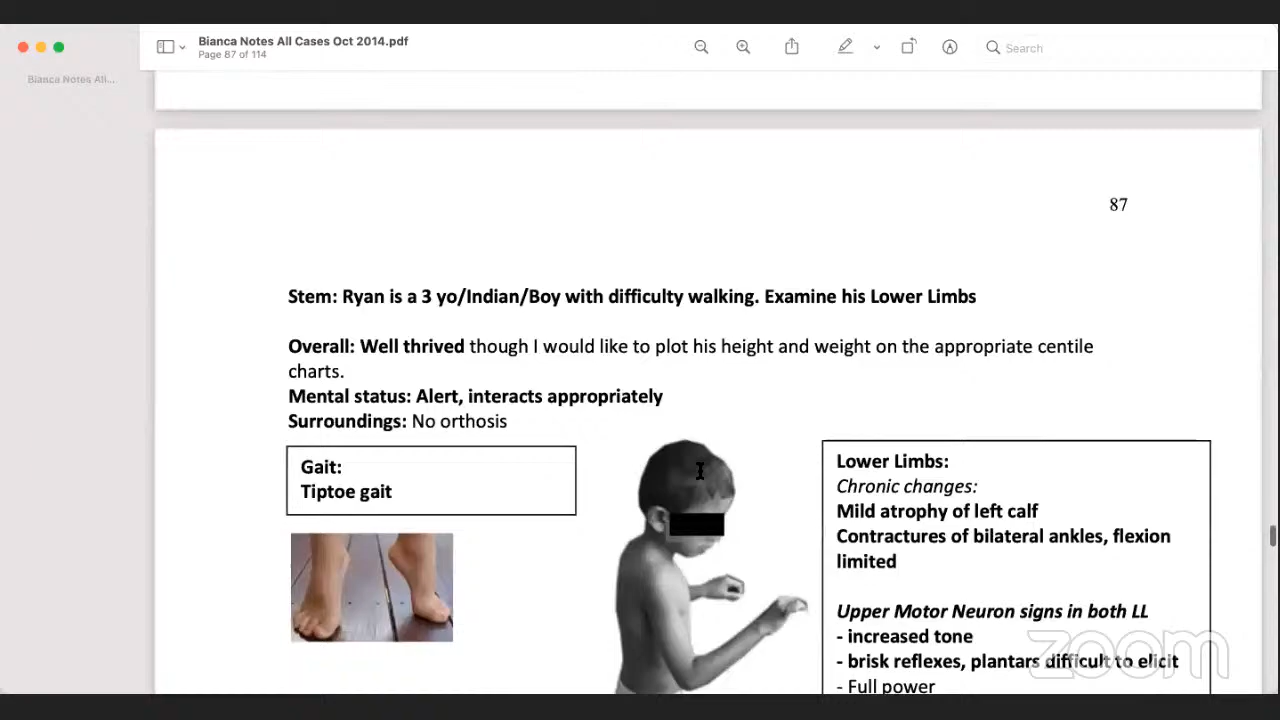 Bianca Notes All Cases Oct 2014.pdf
Page 87 of 114
Search
Bianca Notes All...
87
Stem: Ryan is a 3 yo/Indian/Boy with difficulty walking. Examine his Lower Limbs
Overall: Well thrived though I would like to plot his height and weight on the appropriate centile
charts.
Mental status: Alert, interacts appropriately
Surroundings: No orthosis
Gait:
Tiptoe gait
Lower Limbs:
Chronic changes:
Mild atrophy of left calf
Contractures of bilateral ankles, flexion
limited
Upper Motor Neuron signs in both LL
- increased tone
- brisk reflexes, plantars difficult to elicit
- Full power
zoom